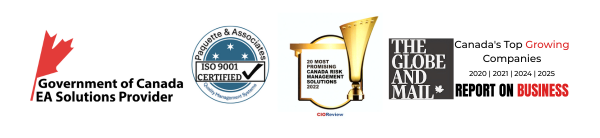 Government of Canada
EA Solutions Provider
Paquette & Associates
ISO 9001
CERTIFIED
Quality Management Systems
20 MOST
PROMISING
CANADA RISK
MANAGEMENT
SOLUTIONS
2022
CIOReview
THE
GLOBE
AND
MAIL
Canada's Top Growing
Companies
2020 | 2021 | 2024 | 2025
REPORT ON BUSINESS